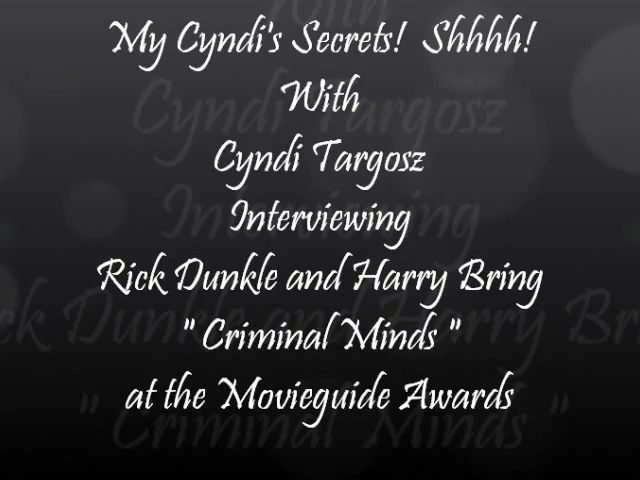 My Cyndi's Secrets! Shhhh!
With
Cyndi Targosz
Interviewing
Rick Dunkle and Harry Bring
"Criminal Minds"
at the Movieguide Awards